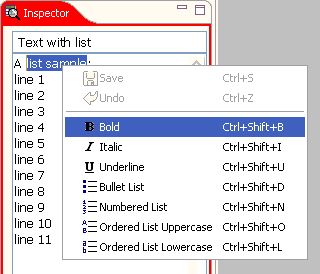 Inspector
Text with list
A list sample:
line 1
line 2
line 3
line 4
line 5
line 6
line 7
line 8
line 9
line 10
line 11
Save Ctrl+S
Undo Ctrl+Z
Bold Ctrl+Shift+B
Italic Ctrl+Shift+I
Underline Ctrl+Shift+U
Bullet List Ctrl+Shift+D
Numbered List Ctrl+Shift+N
Ordered List Uppercase Ctrl+Shift+O
Ordered List Lowercase Ctrl+Shift+L